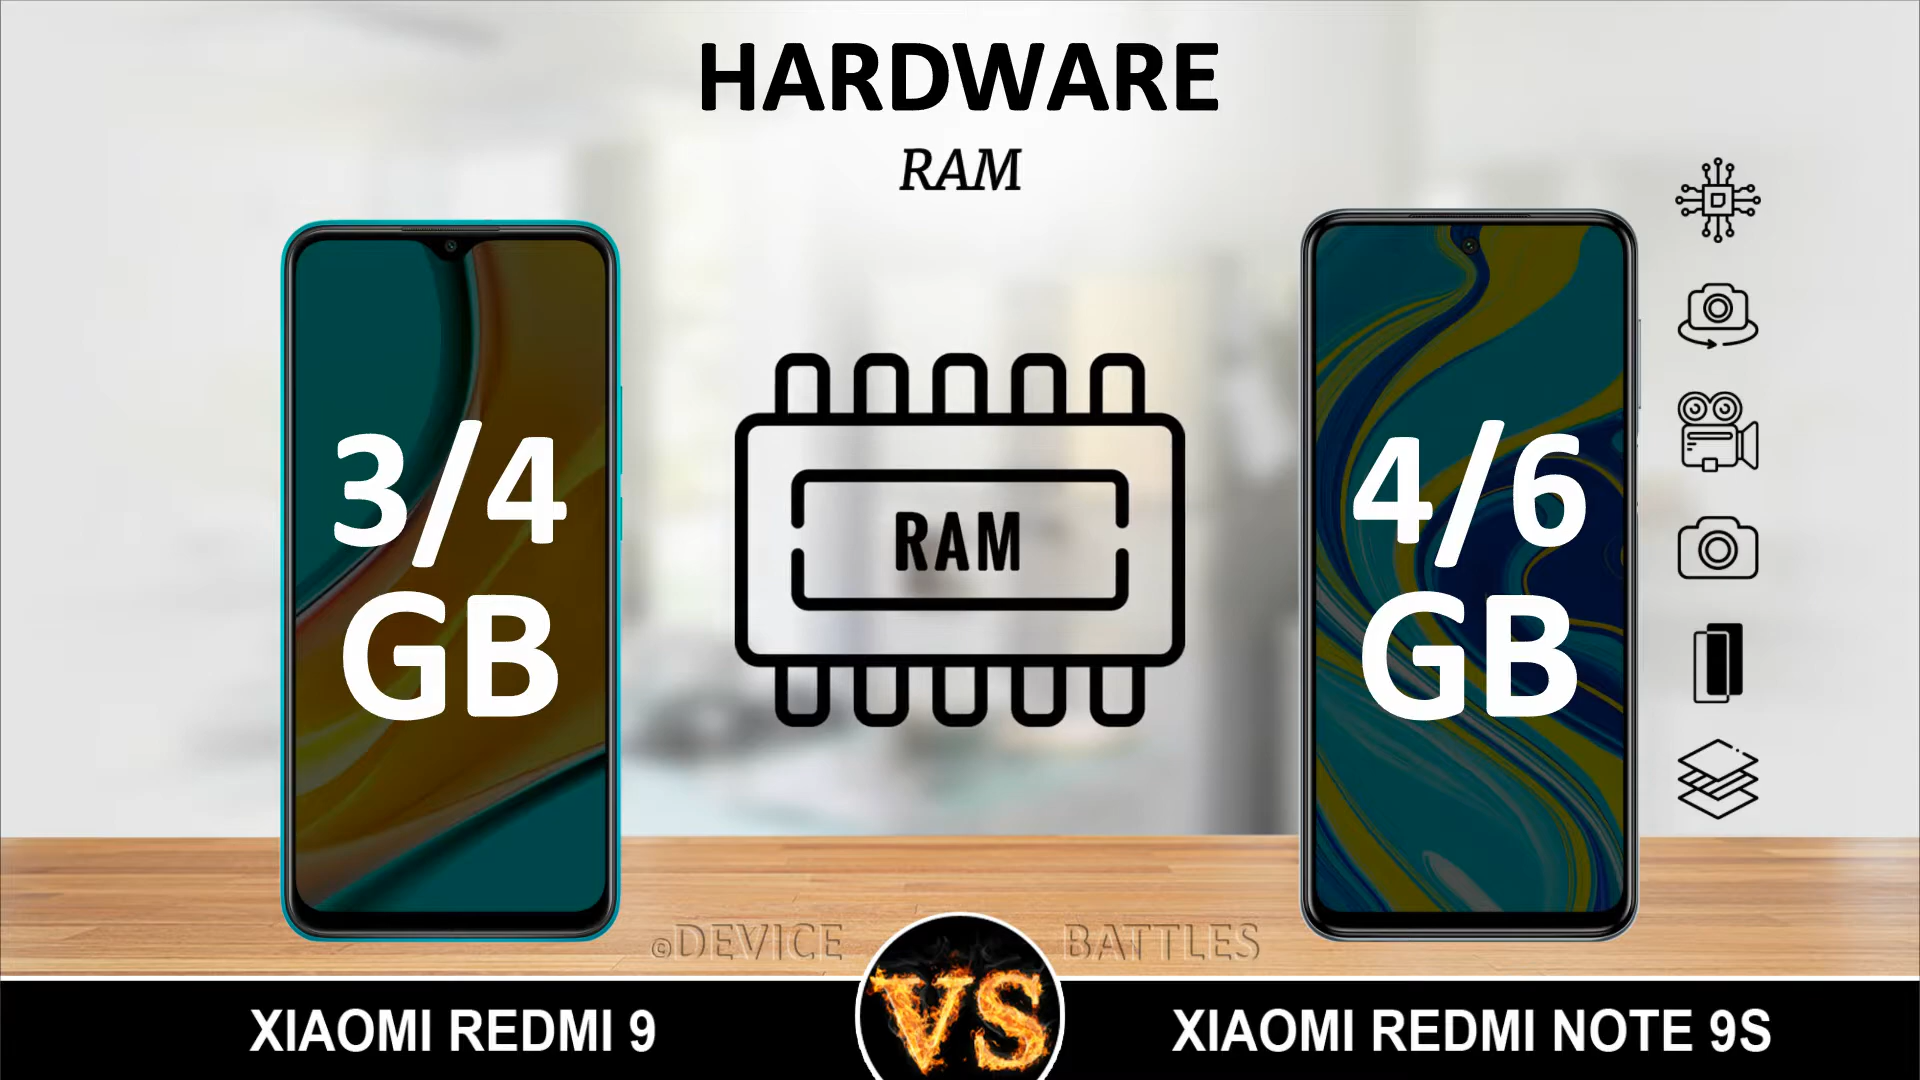 HARDWARE
RAM
3/4
GB
RAM
4/6
GB
©DEVICE BATTLES
XIAOMI REDMI 9
VS
XIAOMI REDMI NOTE 9S